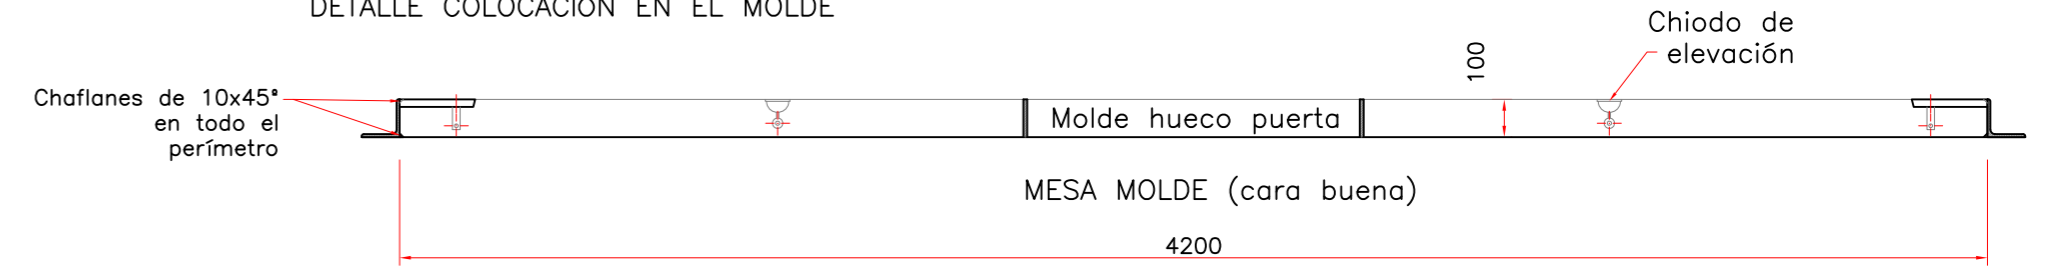 DETALLE COLOCACION EN EL MOLDE
Chiodo de
elevación
100
Chaflanes de 10x45º
en todo el
perímetro
Molde hueco puerta
MESA MOLDE (cara buena)
4200